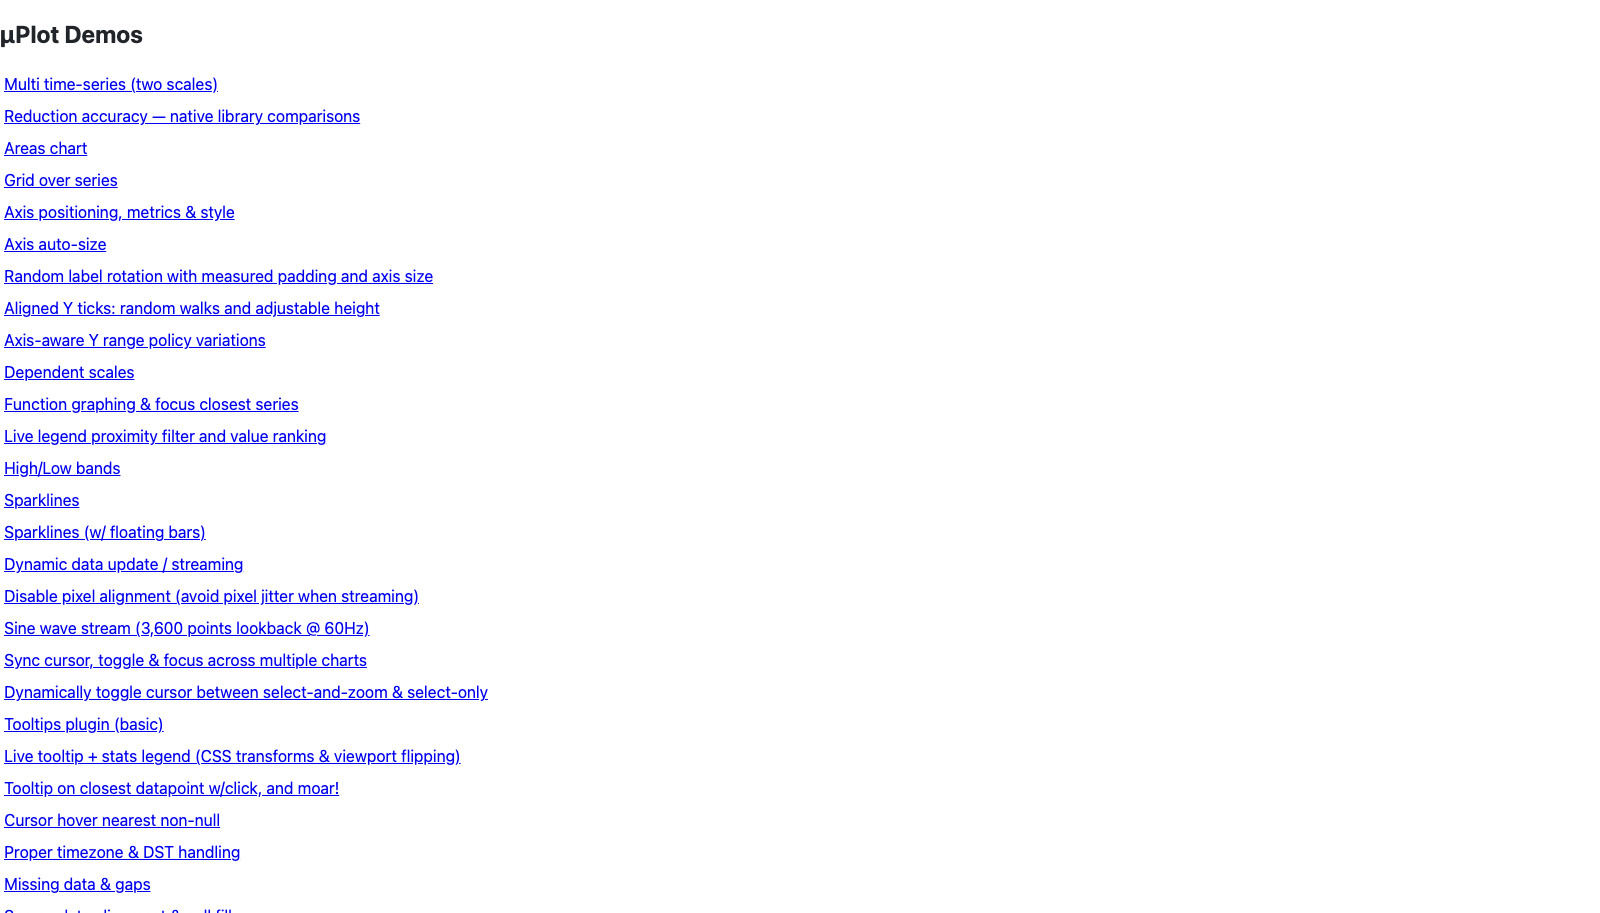 µPlot Demos
Multi time-series (two scales)
Reduction accuracy — native library comparisons
Areas chart
Grid over series
Axis positioning, metrics & style
Axis auto-size
Random label rotation with measured padding and axis size
Aligned Y ticks: random walks and adjustable height
Axis-aware Y range policy variations
Dependent scales
Function graphing & focus closest series
Live legend proximity filter and value ranking
High/Low bands
Sparklines
Sparklines (w/ floating bars)
Dynamic data update / streaming
Disable pixel alignment (avoid pixel jitter when streaming)
Sine wave stream (3,600 points lookback @ 60Hz)
Sync cursor, toggle & focus across multiple charts
Dynamically toggle cursor between select-and-zoom & select-only
Tooltips plugin (basic)
Live tooltip + stats legend (CSS transforms & viewport flipping)
Tooltip on closest datapoint w/click, and moar!
Cursor hover nearest non-null
Proper timezone & DST handling
Missing data & gaps